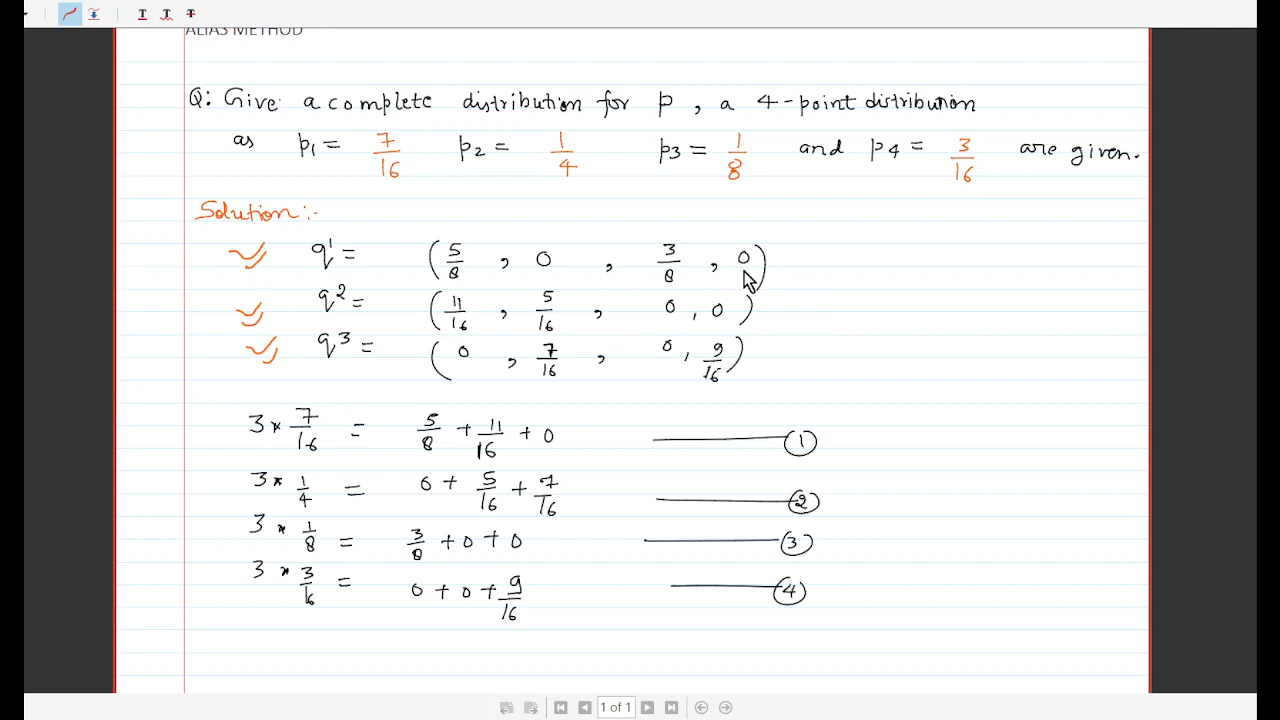 ALIAS METHOD
Q: Give a complete distribution for p, a 4-point distribution
as p1 = 7/16 p2 = 1/4 p3 = 1/8 and p4 = 3/16 are given.
Solution :-
q¹ = (5/8, 0, 3/8, 0)
q² = (11/16, 5/16, 0, 0)
q³ = (0, 7/16, 0, 9/16)
3 * 7/16 = 5/8 + 11/16 + 0 ——— ①
3 * 1/4 = 0 + 5/16 + 7/16 ——— ②
3 * 1/8 = 3/8 + 0 + 0 ——— ③
3 * 3/16 = 0 + 0 + 9/16 ——— ④
1 of 1